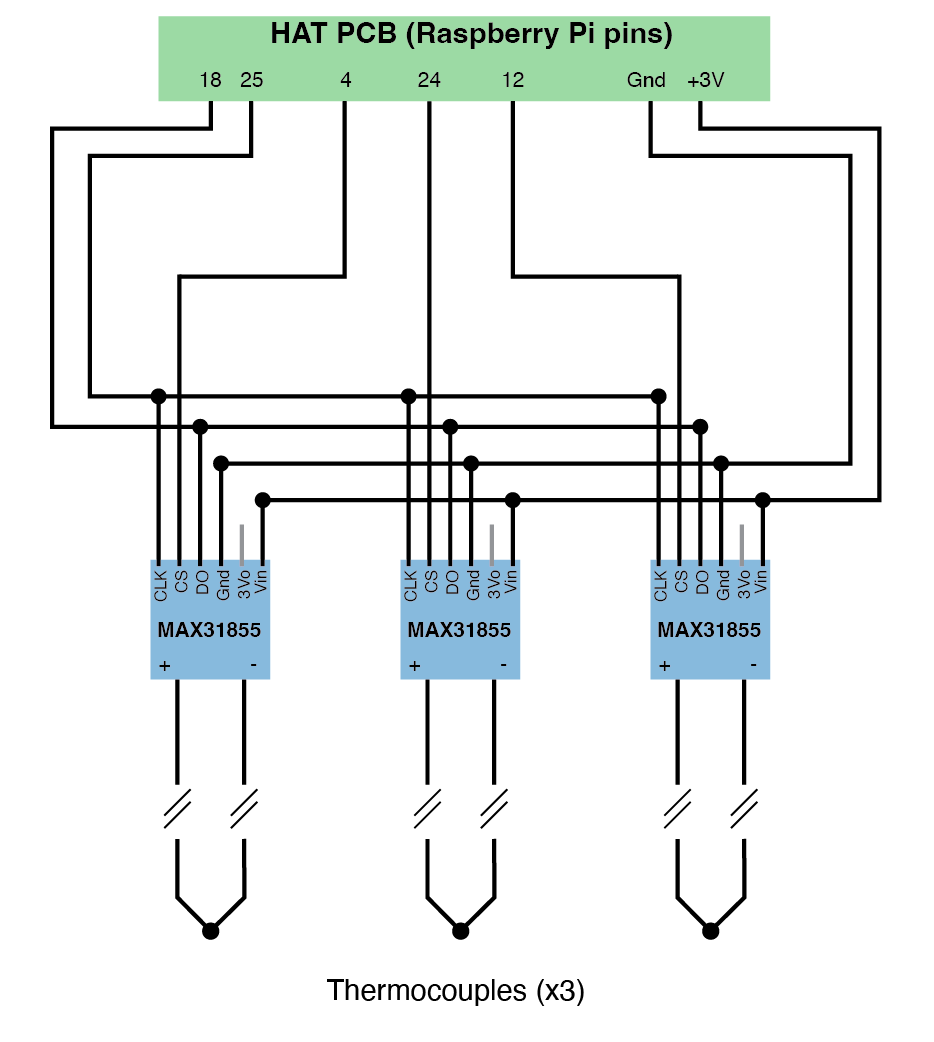 HAT PCB (Raspberry Pi pins)
18 25 4 24 12 Gnd +3V
CLK CS DO Gnd 3Vo Vin
MAX31855
+ -
CLK CS DO Gnd 3Vo Vin
MAX31855
+ -
CLK CS DO Gnd 3Vo Vin
MAX31855
+ -
Thermocouples (x3)